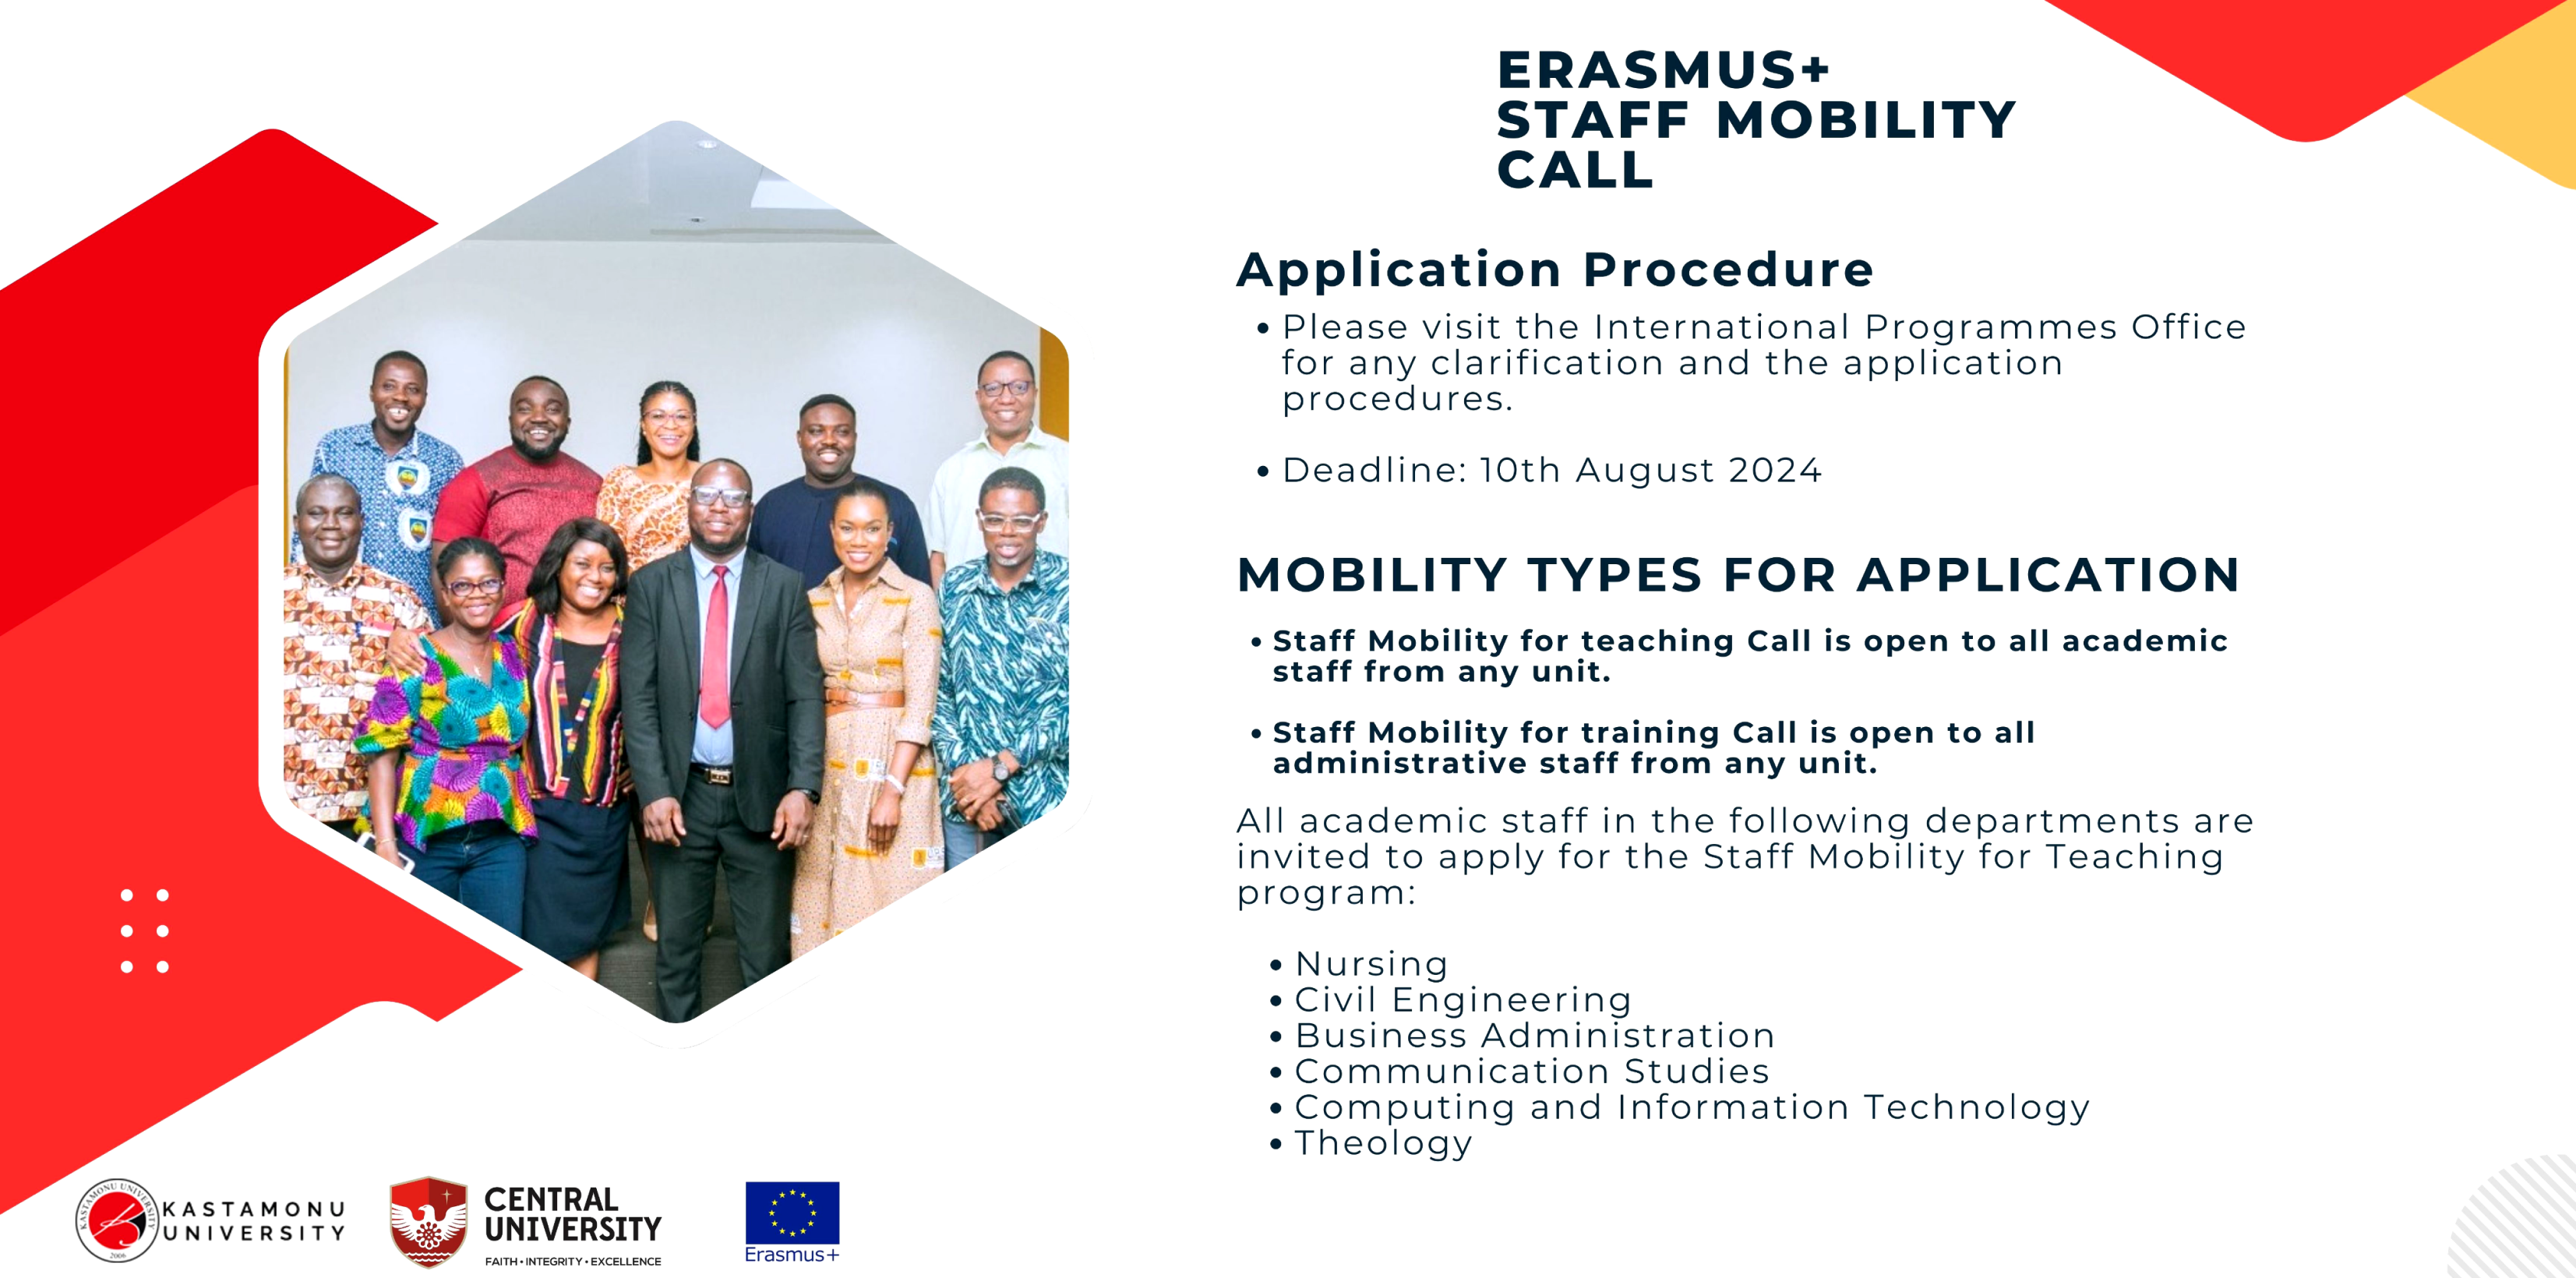 ERASMUS+
STAFF MOBILITY
CALL
Application Procedure
• Please visit the International Programmes Office
for any clarification and the application
procedures.
• Deadline: 10th August 2024
MOBILITY TYPES FOR APPLICATION
• Staff Mobility for teaching Call is open to all academic
staff from any unit.
• Staff Mobility for training Call is open to all
administrative staff from any unit.
All academic staff in the following departments are
invited to apply for the Staff Mobility for Teaching
program:
• Nursing
• Civil Engineering
• Business Administration
• Communication Studies
• Computing and Information Technology
• Theology
KASTAMONU UNIVERSITY
2006
KASTAMONU
UNIVERSITY
CENTRAL
UNIVERSITY
FAITH • INTEGRITY • EXCELLENCE
Erasmus+